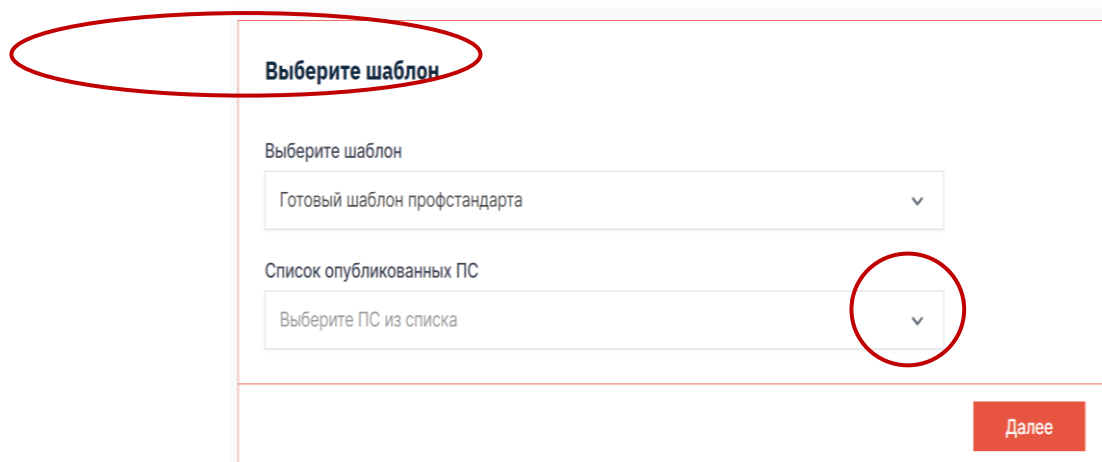 Выберите шаблон
Выберите шаблон
Готовый шаблон профстандарта
Список опубликованных ПС
Выберите ПС из списка
Далее